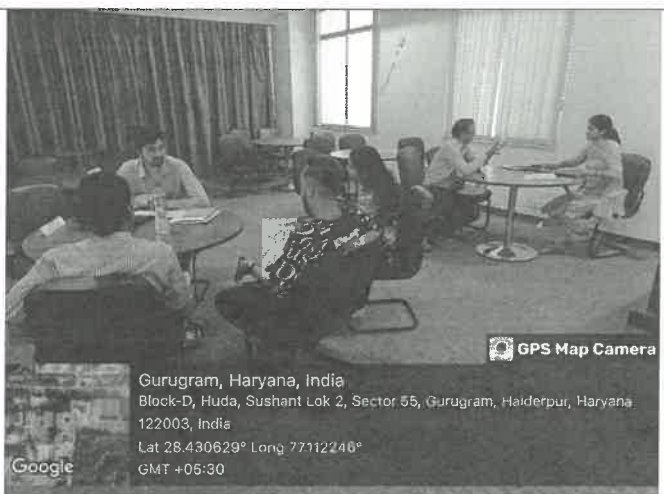 GPS Map Camera
Gurugram, Haryana, India
Block-D, Huda, Sushant Lok 2, Sector 55, Gurugram, Haiderpur, Haryana
122003, India
Lat 28.430629° Long 77.112246°
GMT +05:30
Google